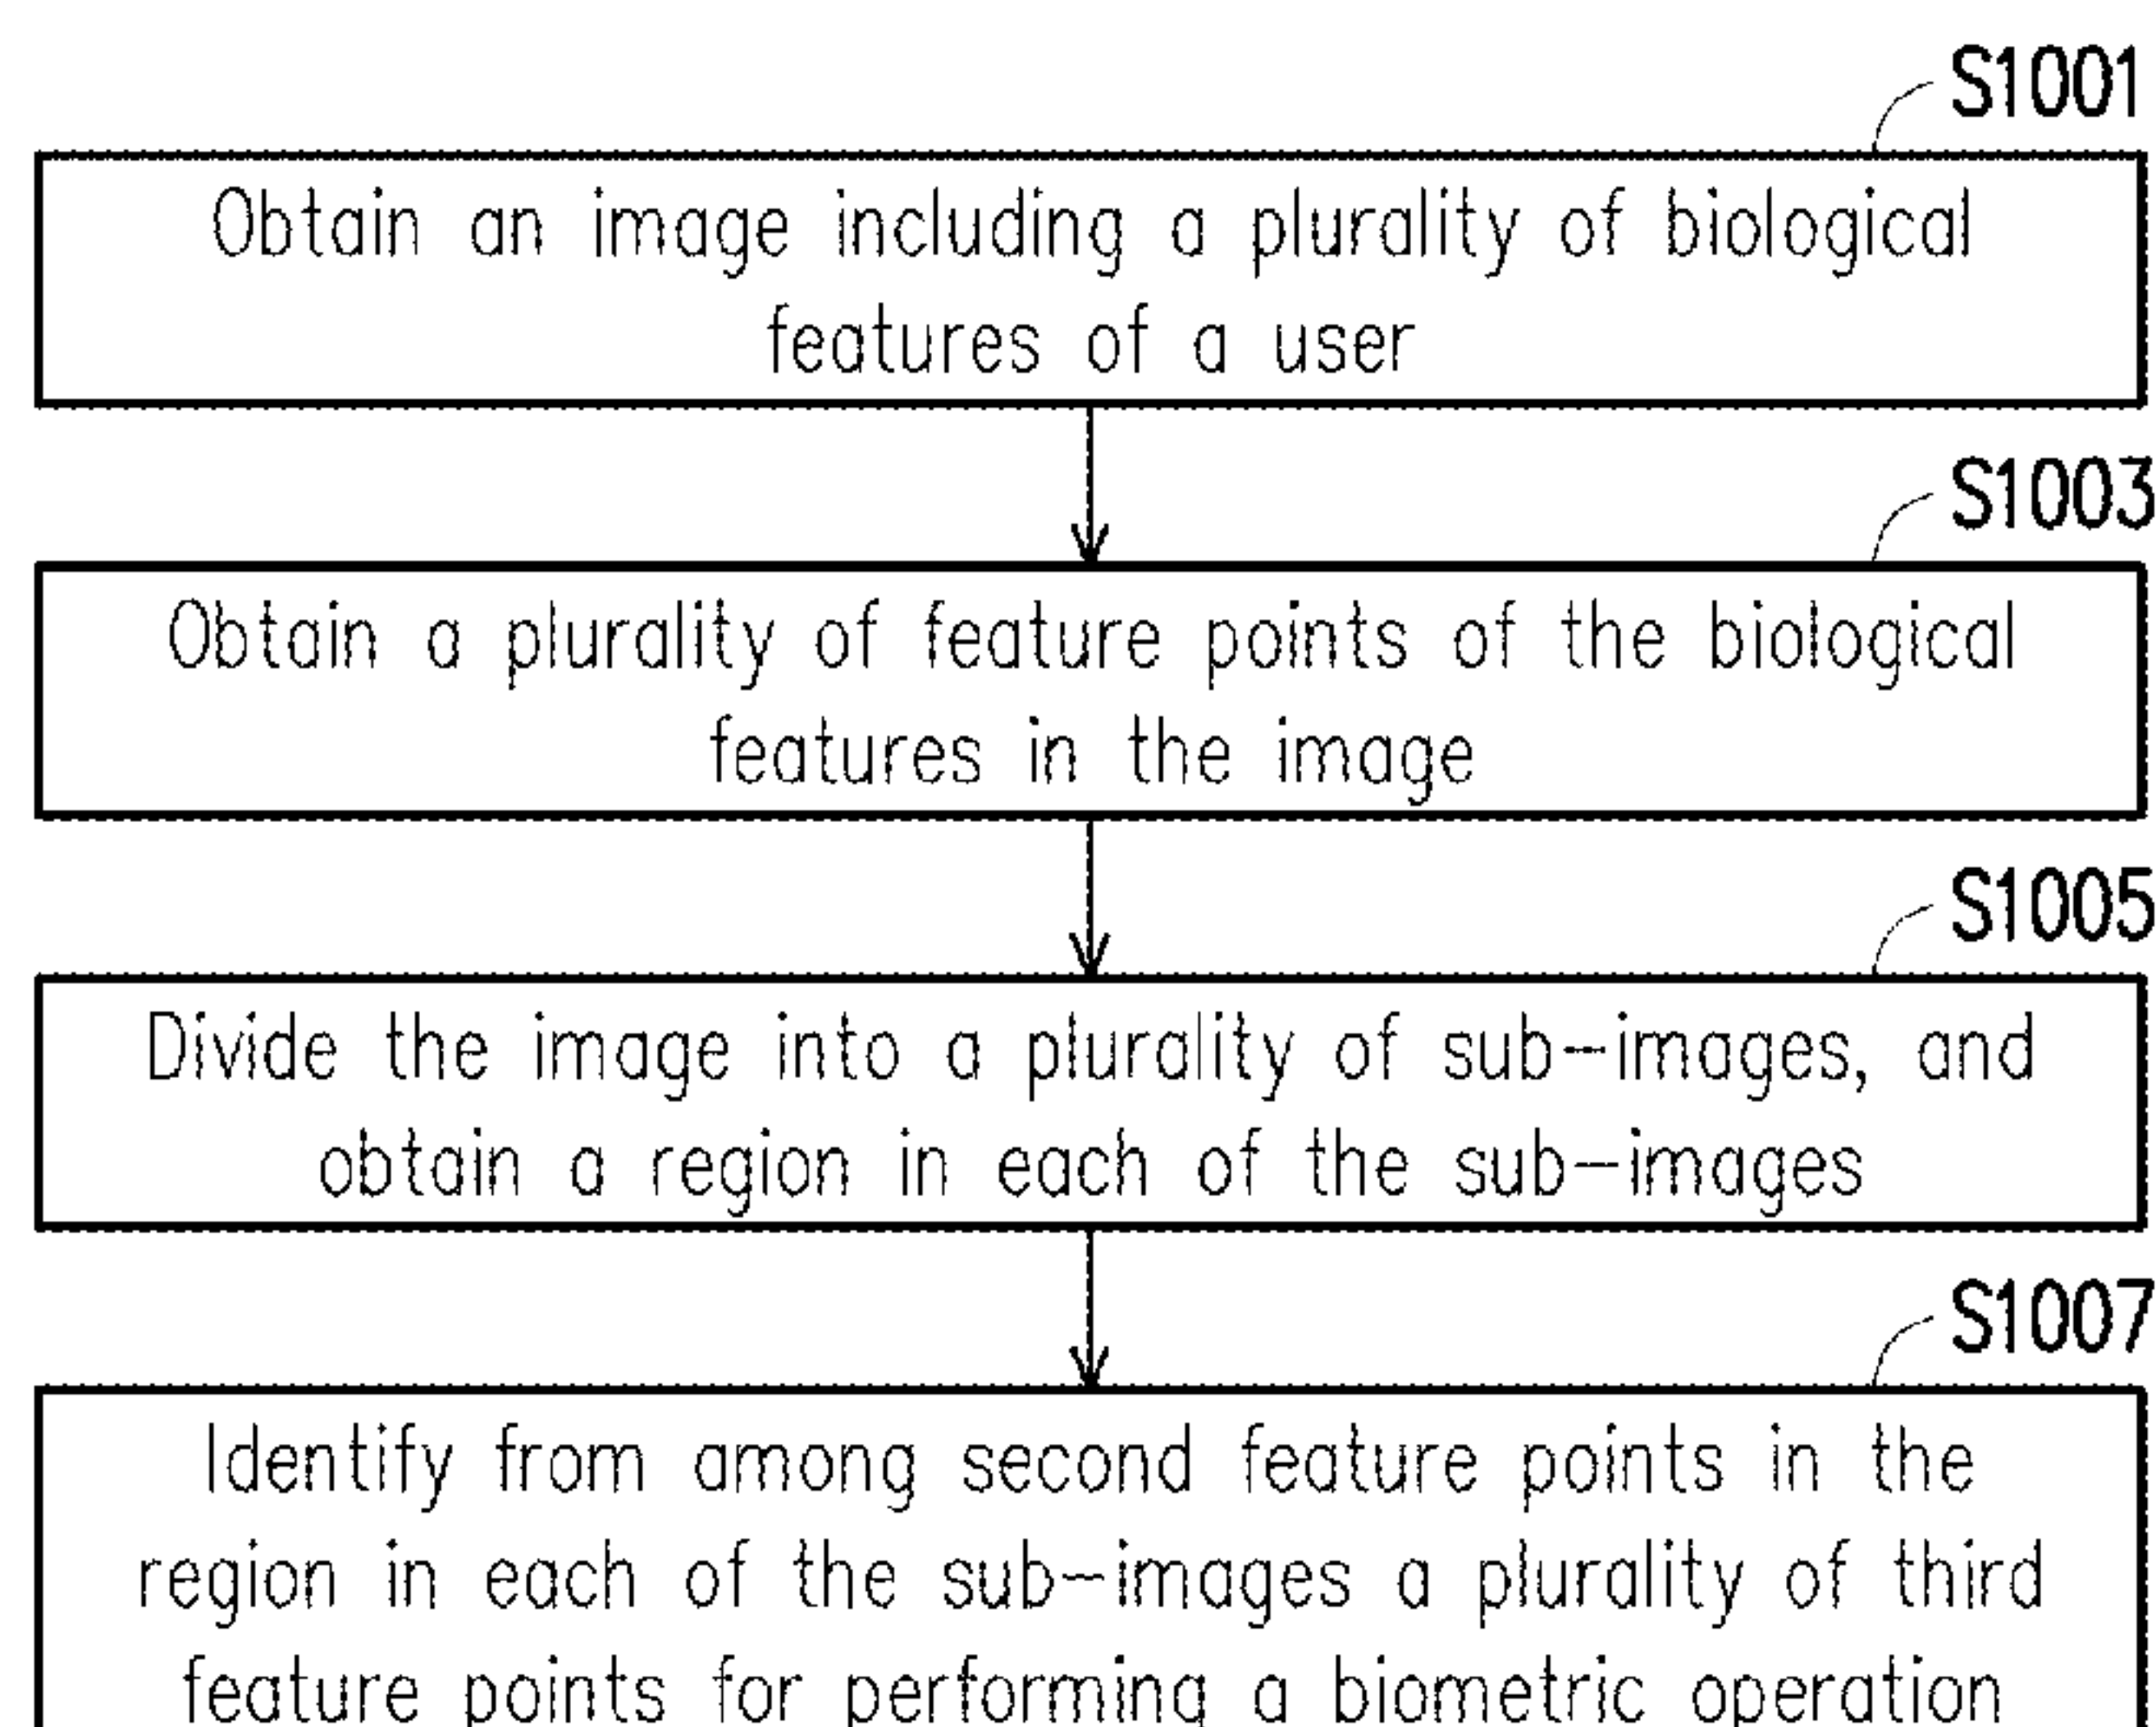 S1001
Obtain an image including a plurality of biological
features of a user
S1003
Obtain a plurality of feature points of the biological
features in the image
S1005
Divide the image into a plurality of sub-images, and
obtain a region in each of the sub-images
S1007
Identify from among second feature points in the
region in each of the sub-images a plurality of third
feature points for performing a biometric operation